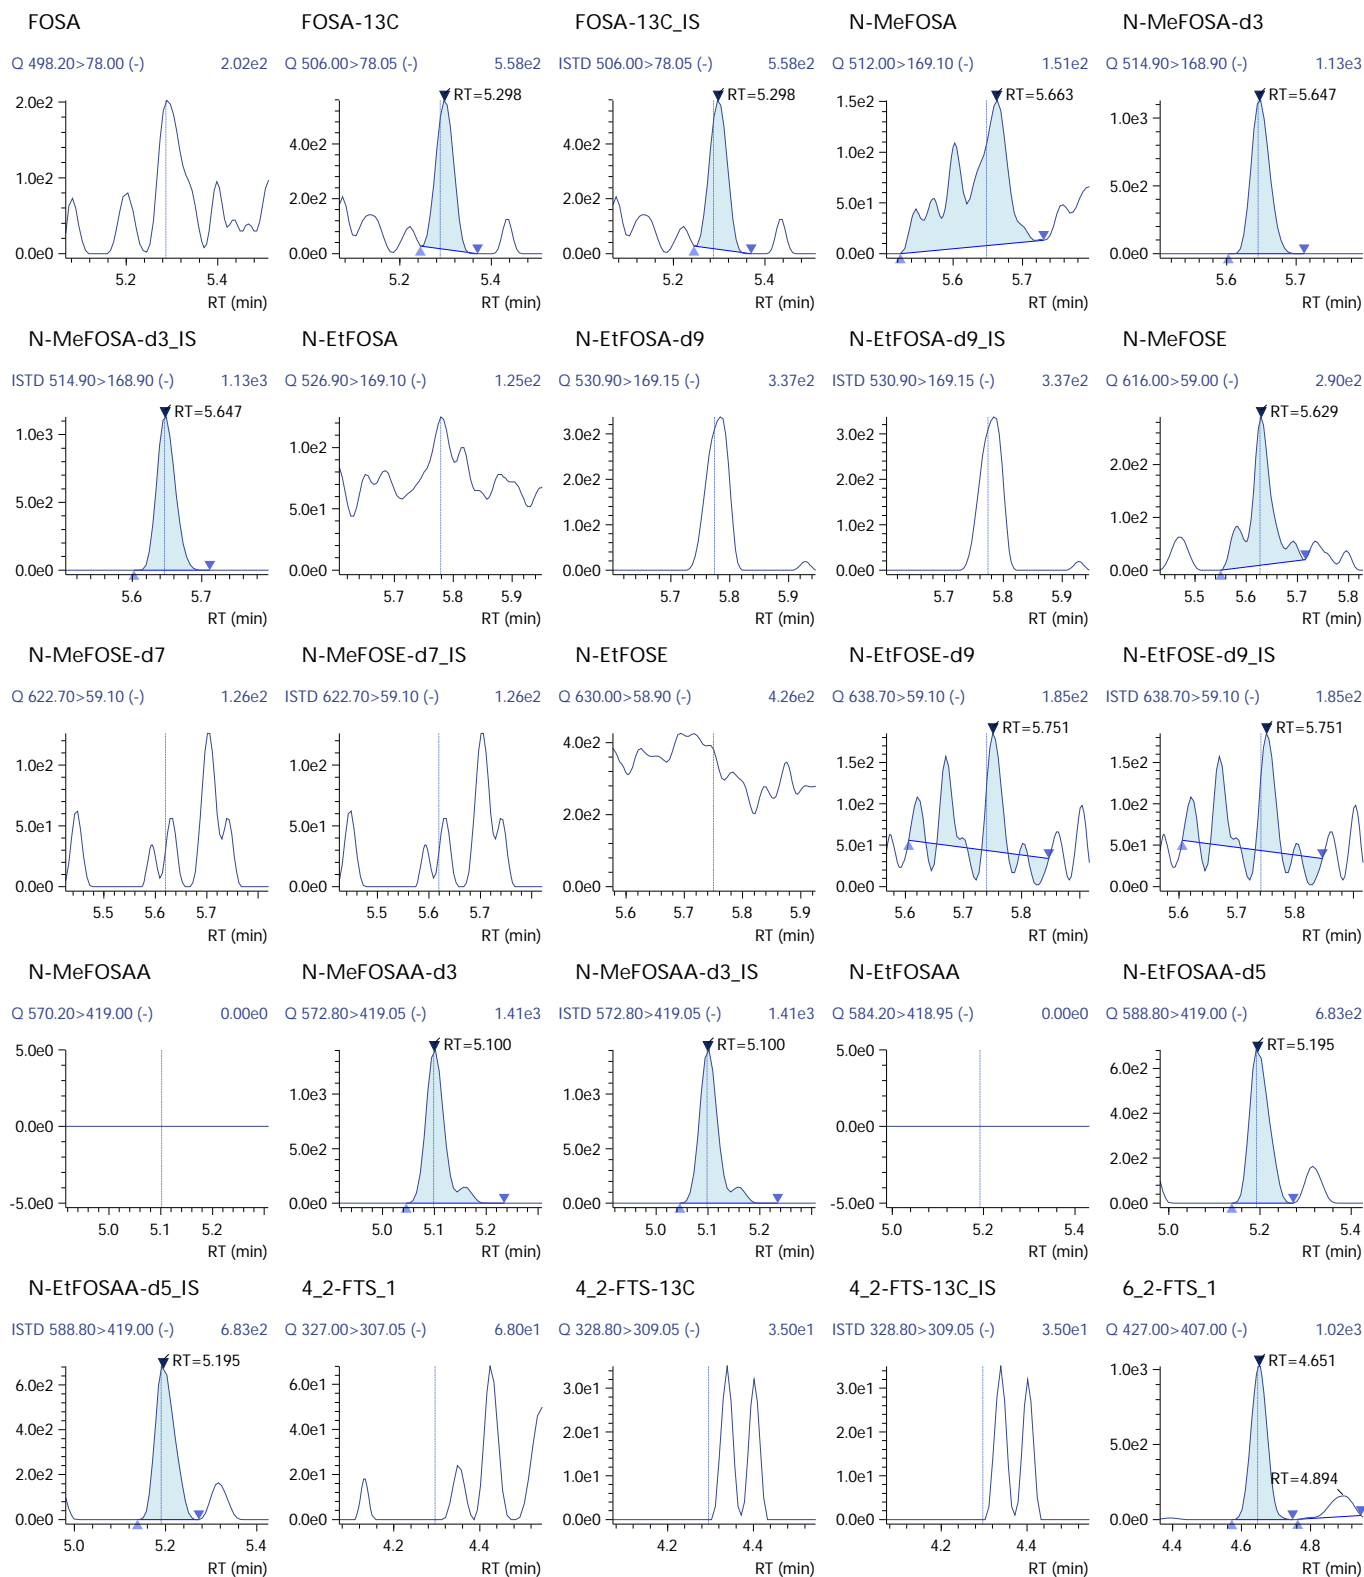 FOSA
Q 498.20>78.00 (-) 2.02e2
2.0e2
1.0e2
0.0e0
5.2 5.4
RT (min)
FOSA-13C
Q 506.00>78.05 (-) 5.58e2
RT=5.298
4.0e2
2.0e2
0.0e0
5.2 5.4
RT (min)
FOSA-13C_IS
ISTD 506.00>78.05 (-) 5.58e2
RT=5.298
4.0e2
2.0e2
0.0e0
5.2 5.4
RT (min)
N-MeFOSA
Q 512.00>169.10 (-) 1.51e2
RT=5.663
1.5e2
1.0e2
5.0e1
0.0e0
5.6 5.7
RT (min)
N-MeFOSA-d3
Q 514.90>168.90 (-) 1.13e3
RT=5.647
1.0e3
5.0e2
0.0e0
5.6 5.7
RT (min)
N-MeFOSA-d3_IS
ISTD 514.90>168.90 (-) 1.13e3
RT=5.647
1.0e3
5.0e2
0.0e0
5.6 5.7
RT (min)
N-EtFOSA
Q 526.90>169.10 (-) 1.25e2
1.0e2
5.0e1
0.0e0
5.7 5.8 5.9
RT (min)
N-EtFOSA-d9
Q 530.90>169.15 (-) 3.37e2
3.0e2
2.0e2
1.0e2
0.0e0
5.7 5.8 5.9
RT (min)
N-EtFOSA-d9_IS
ISTD 530.90>169.15 (-) 3.37e2
3.0e2
2.0e2
1.0e2
0.0e0
5.7 5.8 5.9
RT (min)
N-MeFOSE
Q 616.00>59.00 (-) 2.90e2
RT=5.629
2.0e2
1.0e2
0.0e0
5.5 5.6 5.7 5.8
RT (min)
N-MeFOSE-d7
Q 622.70>59.10 (-) 1.26e2
1.0e2
5.0e1
0.0e0
5.5 5.6 5.7
RT (min)
N-MeFOSE-d7_IS
ISTD 622.70>59.10 (-) 1.26e2
1.0e2
5.0e1
0.0e0
5.5 5.6 5.7
RT (min)
N-EtFOSE
Q 630.00>58.90 (-) 4.26e2
4.0e2
2.0e2
0.0e0
5.6 5.7 5.8 5.9
RT (min)
N-EtFOSE-d9
Q 638.70>59.10 (-) 1.85e2
RT=5.751
1.5e2
1.0e2
5.0e1
0.0e0
5.6 5.7 5.8
RT (min)
N-EtFOSE-d9_IS
ISTD 638.70>59.10 (-) 1.85e2
RT=5.751
1.5e2
1.0e2
5.0e1
0.0e0
5.6 5.7 5.8
RT (min)
N-MeFOSAA
Q 570.20>419.00 (-) 0.00e0
5.0e0
0.0e0
-5.0e0
5.0 5.1 5.2
RT (min)
N-MeFOSAA-d3
Q 572.80>419.05 (-) 1.41e3
RT=5.100
1.0e3
5.0e2
0.0e0
5.0 5.1 5.2
RT (min)
N-MeFOSAA-d3_IS
ISTD 572.80>419.05 (-) 1.41e3
RT=5.100
1.0e3
5.0e2
0.0e0
5.0 5.1 5.2
RT (min)
N-EtFOSAA
Q 584.20>418.95 (-) 0.00e0
5.0e0
0.0e0
-5.0e0
5.0 5.2 5.4
RT (min)
N-EtFOSAA-d5
Q 588.80>419.00 (-) 6.83e2
RT=5.195
6.0e2
4.0e2
2.0e2
0.0e0
5.0 5.2 5.4
RT (min)
N-EtFOSAA-d5_IS
ISTD 588.80>419.00 (-) 6.83e2
RT=5.195
6.0e2
4.0e2
2.0e2
0.0e0
5.0 5.2 5.4
RT (min)
4_2-FTS_1
Q 327.00>307.05 (-) 6.80e1
6.0e1
4.0e1
2.0e1
0.0e0
4.2 4.4
RT (min)
4_2-FTS-13C
Q 328.80>309.05 (-) 3.50e1
3.0e1
2.0e1
1.0e1
0.0e0
4.2 4.4
RT (min)
4_2-FTS-13C_IS
ISTD 328.80>309.05 (-) 3.50e1
3.0e1
2.0e1
1.0e1
0.0e0
4.2 4.4
RT (min)
6_2-FTS_1
Q 427.00>407.00 (-) 1.02e3
RT=4.651
1.0e3
5.0e2
RT=4.894
0.0e0
4.4 4.6 4.8
RT (min)